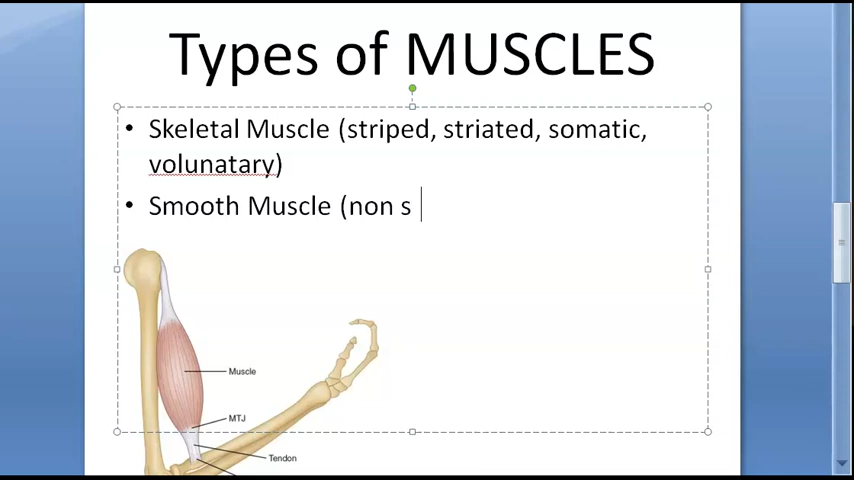 Types of MUSCLES
• Skeletal Muscle (striped, striated, somatic,
volunatary)
• Smooth Muscle (non s
Muscle
MTJ
Tendon